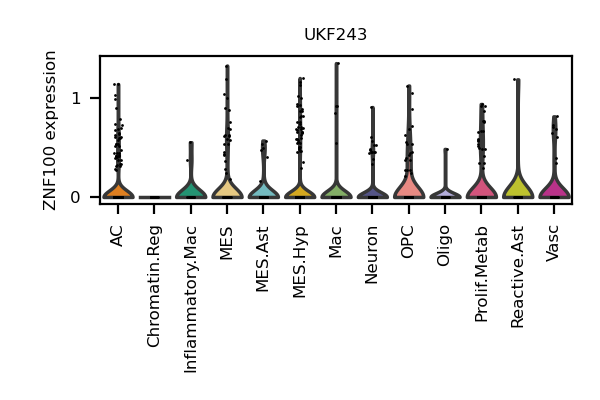 UKF243
ZNF100 expression
1
0
AC
Chromatin.Reg
Inflammatory.Mac
MES
MES.Ast
MES.Hyp
Mac
Neuron
OPC
Oligo
Prolif.Metab
Reactive.Ast
Vasc